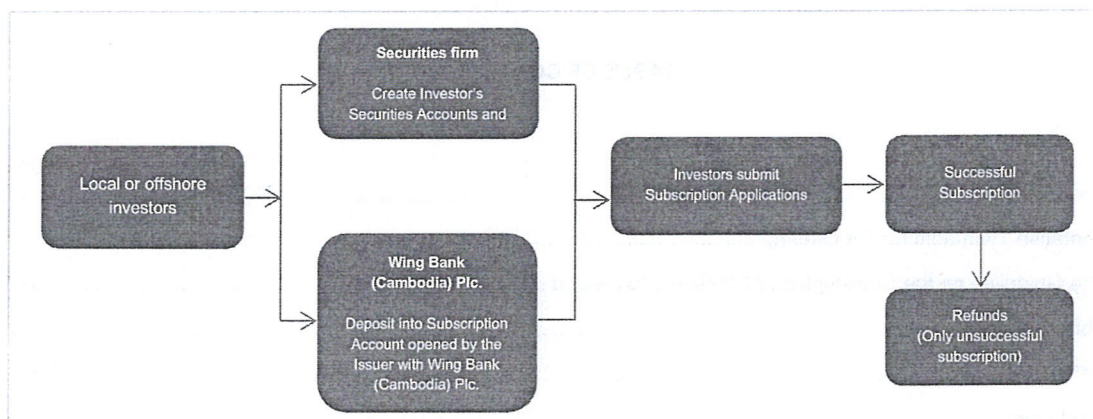 Securities firm
Create Investor's
Securities Accounts and
Local or offshore
investors
Wing Bank
(Cambodia) Plc.
Deposit into Subscription
Account opened by the
Issuer with Wing Bank
(Cambodia) Plc.
Investors submit
Subscription Applications
Successful
Subscription
Refunds
(Only unsuccessful
subscription)